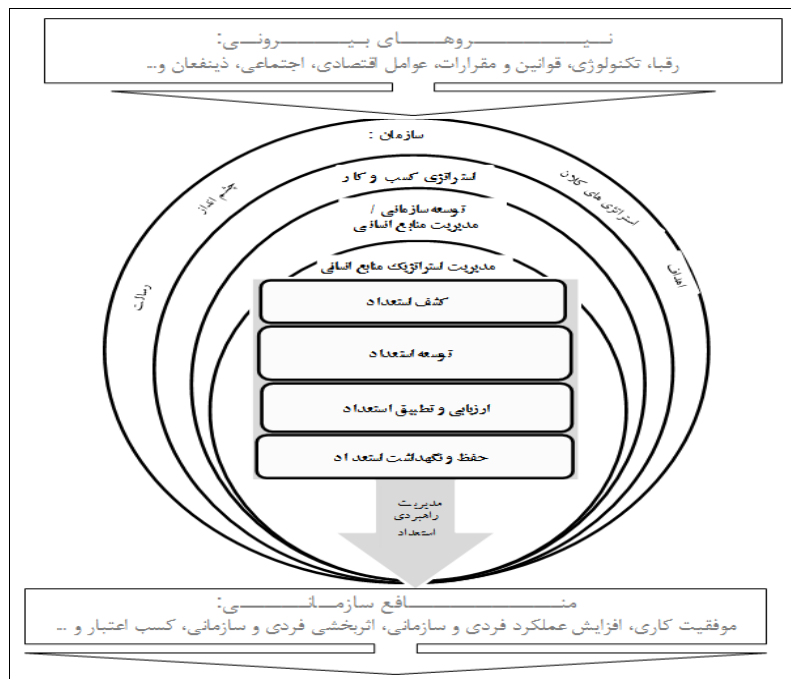 نیروهای بیرونی:
رقبا، تکنولوژی، قوانین و مقرارات، عوامل اقتصادی، اجتماعی، ذینفعان و...
سازمان :
چشم انداز
استراتژی های کلان
رسالت
اهداف
استراتژی کسب و کار
توسعه سازمانی /
مدیریت منابع انسانی
مدیریت استراتژیک منابع انسانی
کشف استعداد
توسعه استعداد
ارزیابی و تطبیق استعداد
حفظ و نگهداشت استعداد
مدیریت
راهبردی
استعداد
منافع سازمانی:
موفقیت کاری، افزایش عملکرد فردی و سازمانی، اثربخشی فردی و سازمانی، کسب اعتبار و ...